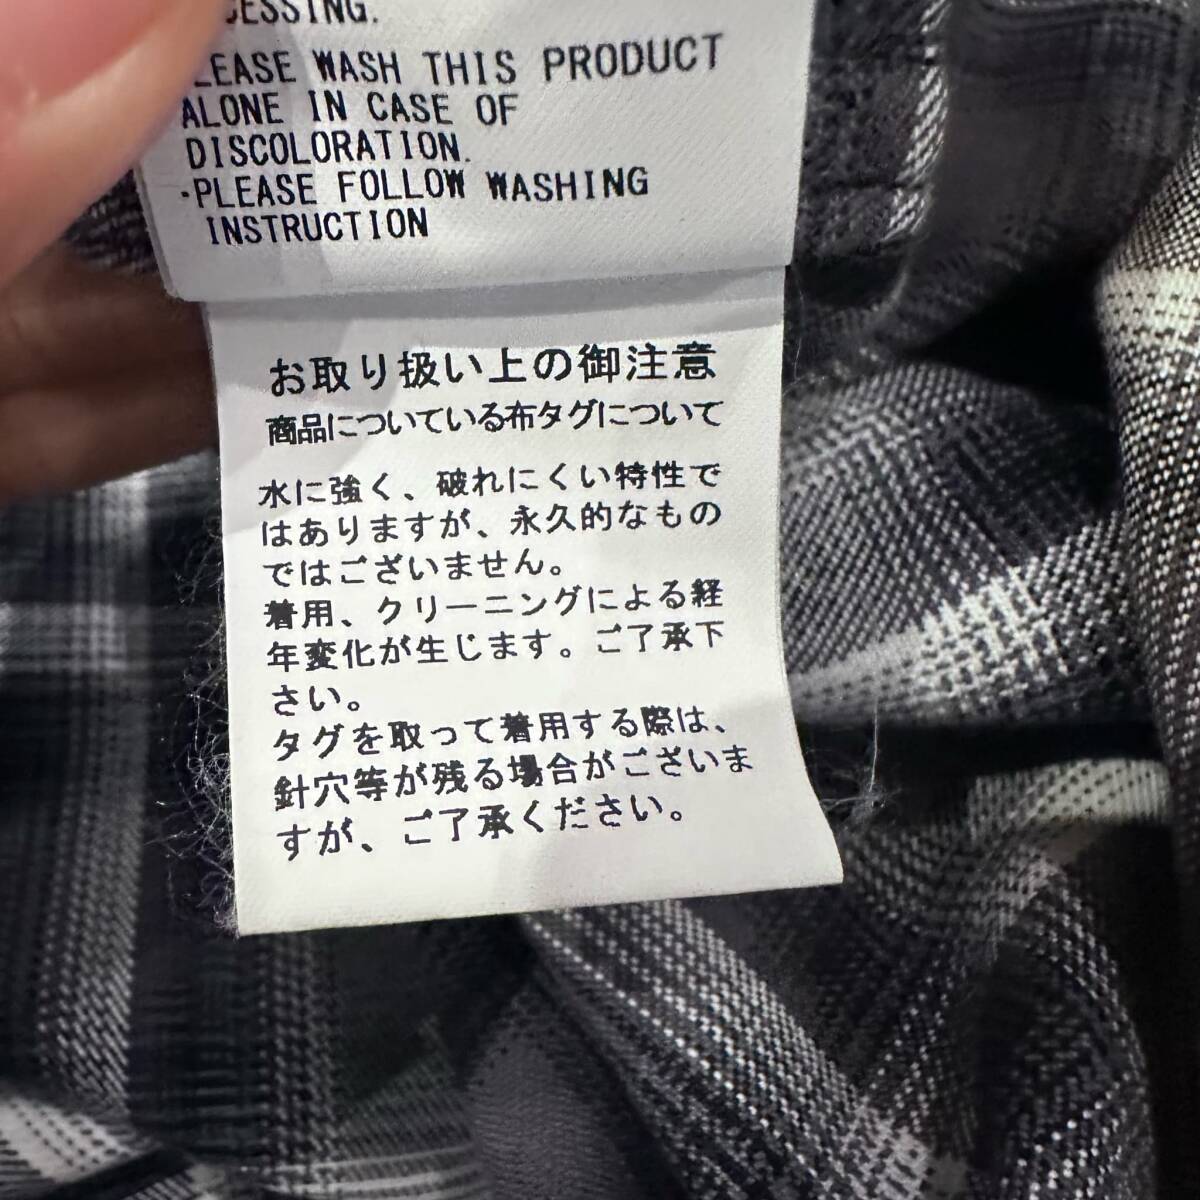 CESSING.
LEASE WASH THIS PRODUCT
ALONE IN CASE OF
DISCOLORATION.
·PLEASE FOLLOW WASHING
INSTRUCTION
お取り扱い上の御注意
商品についている布タグについて
水に強く、破れにくい特性で
はありますが、永久的なもの
ではございません。
着用、クリーニングによる経
年変化が生じます。ご了承下
さい。
タグを取って着用する際は、
針穴等が残る場合がございま
すが、ご了承ください。